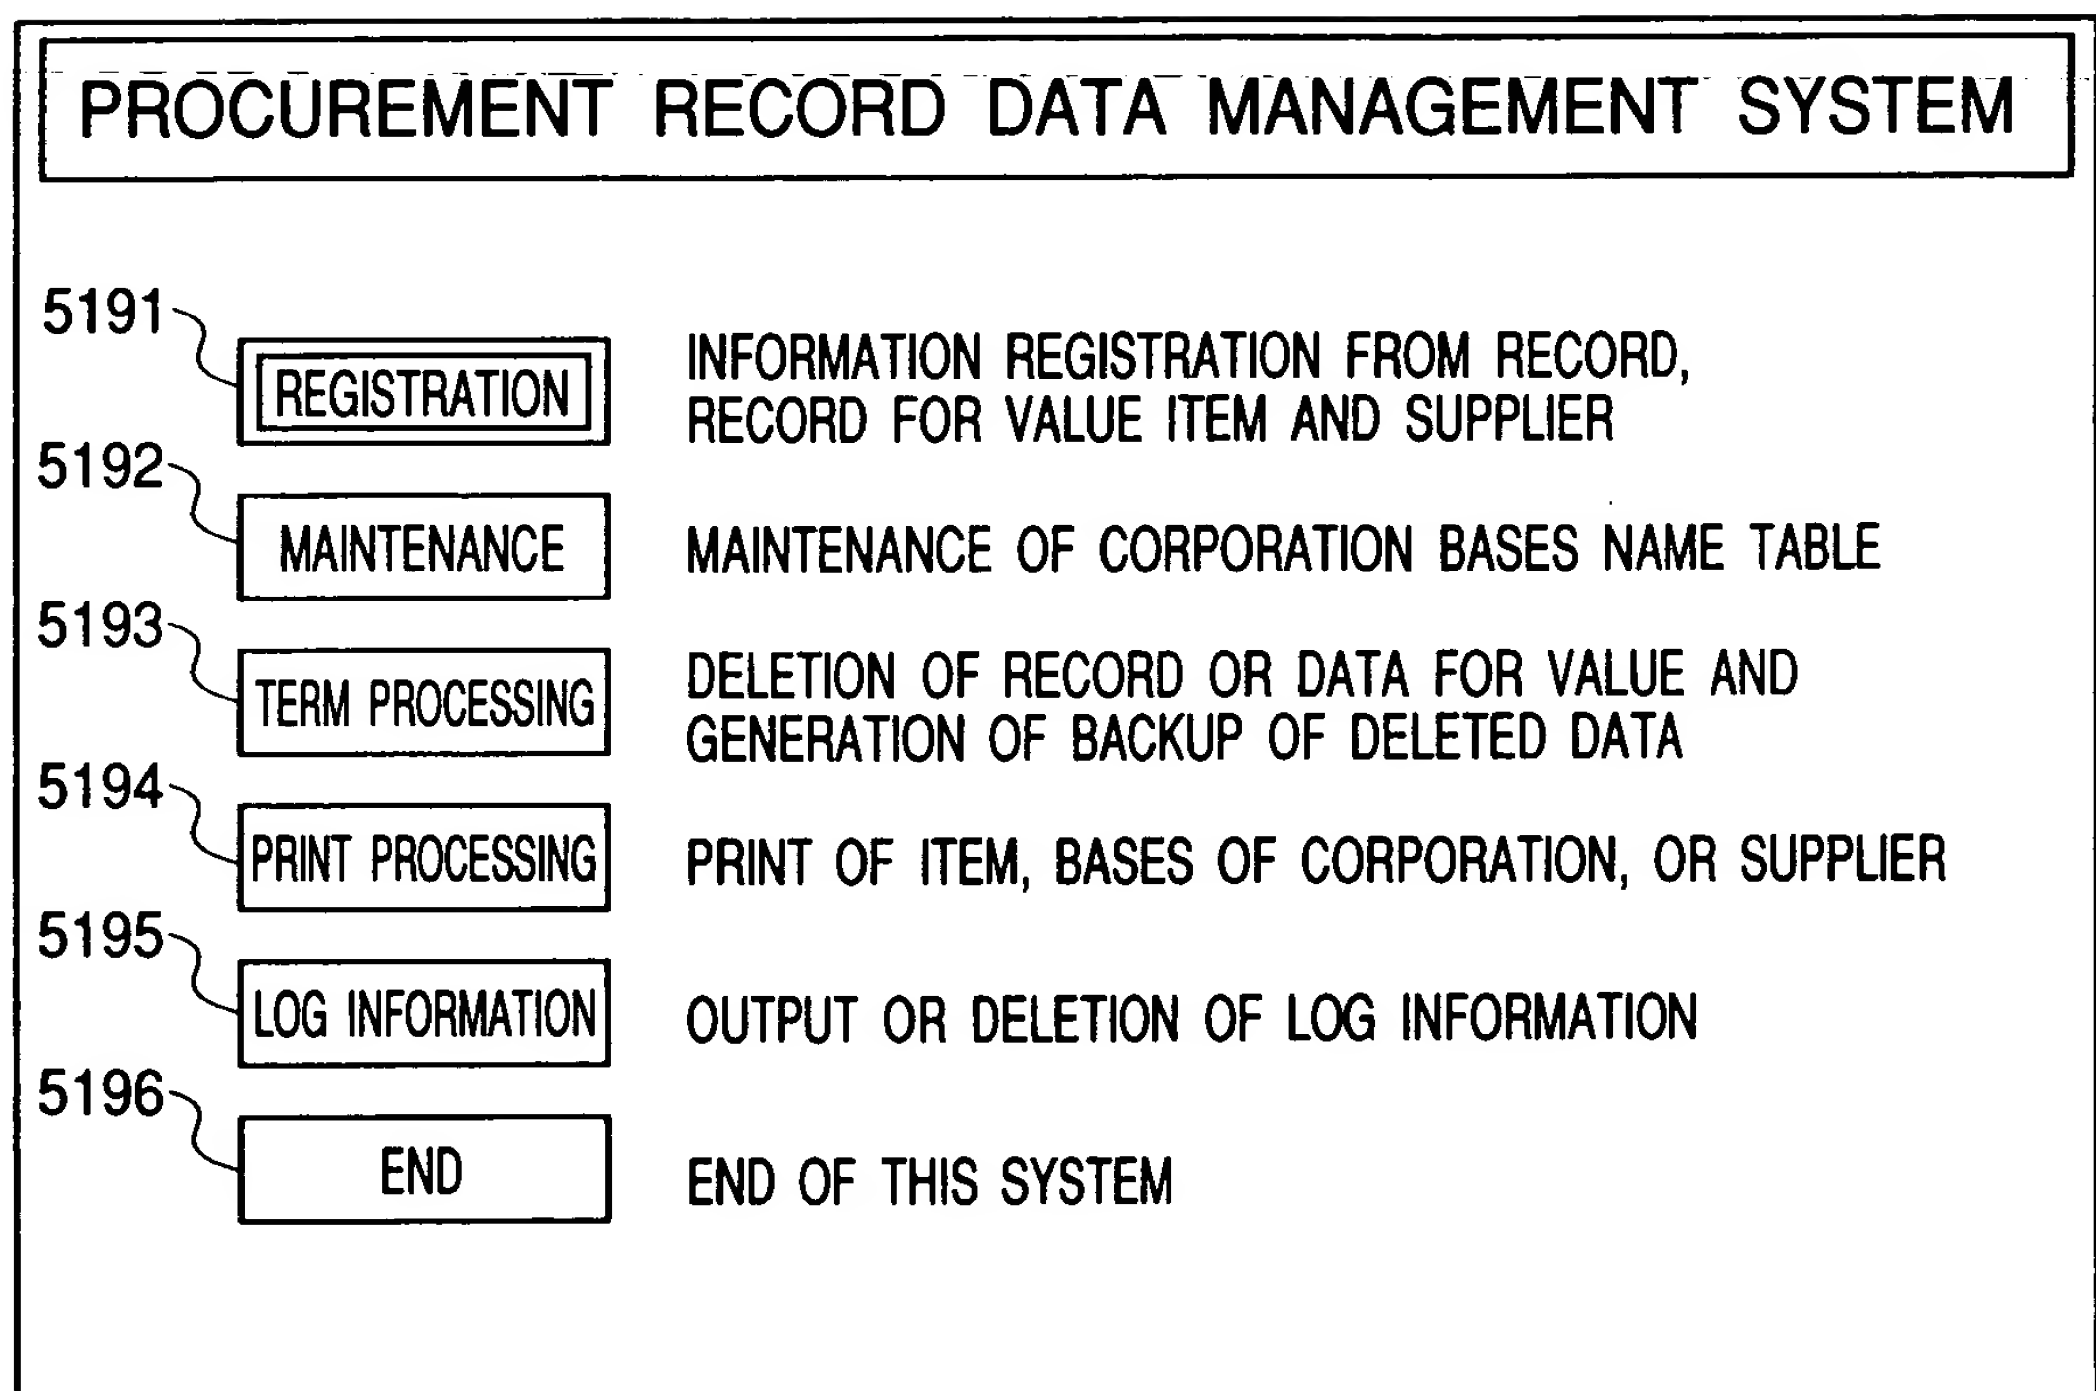 PROCUREMENT RECORD DATA MANAGEMENT SYSTEM
5191
REGISTRATION
INFORMATION REGISTRATION FROM RECORD,
RECORD FOR VALUE ITEM AND SUPPLIER
5192
MAINTENANCE
MAINTENANCE OF CORPORATION BASES NAME TABLE
5193
TERM PROCESSING
DELETION OF RECORD OR DATA FOR VALUE AND
GENERATION OF BACKUP OF DELETED DATA
5194
PRINT PROCESSING
PRINT OF ITEM, BASES OF CORPORATION, OR SUPPLIER
5195
LOG INFORMATION
OUTPUT OR DELETION OF LOG INFORMATION
5196
END
END OF THIS SYSTEM